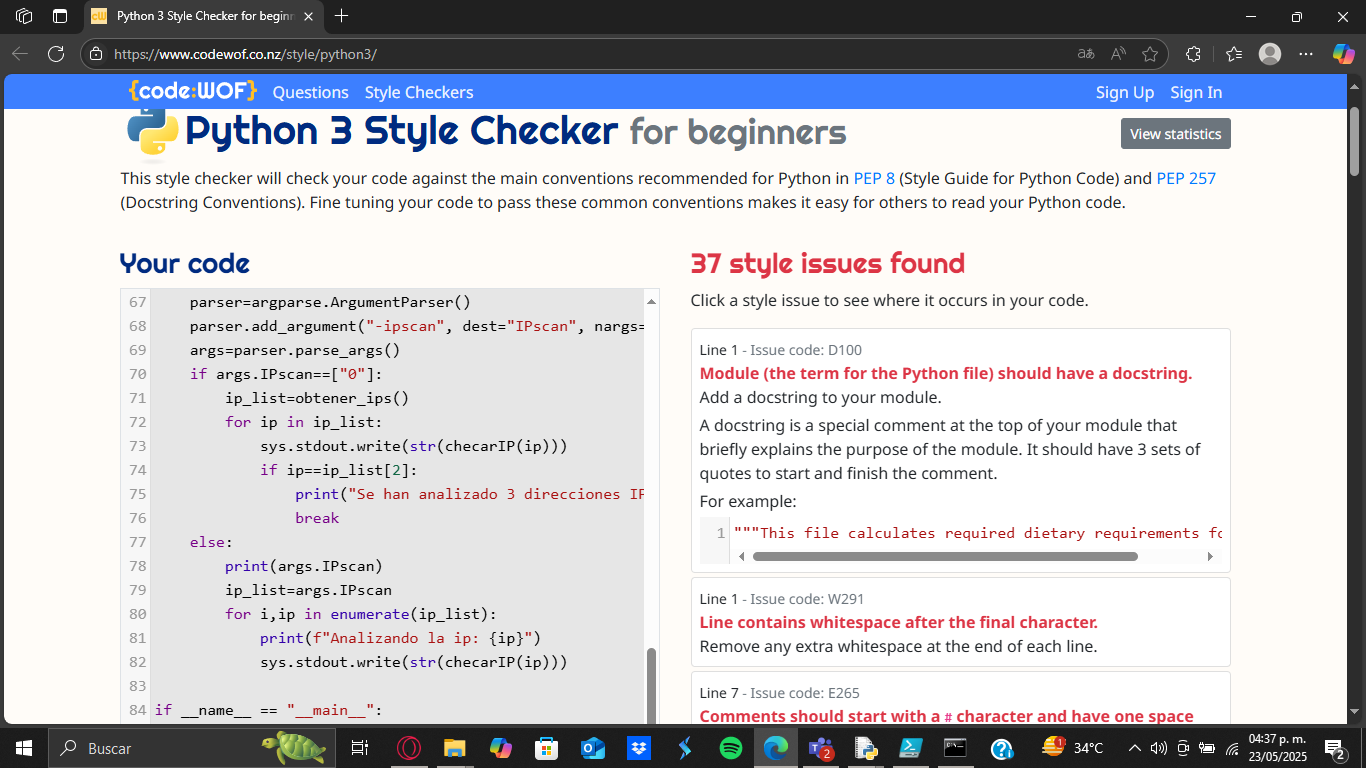 Python 3 Style Checker for beginn
https://www.codewof.co.nz/style/python3/
{code:WOF} Questions Style Checkers Sign Up Sign In
Python 3 Style Checker for beginners
View statistics
This style checker will check your code against the main conventions recommended for Python in PEP 8 (Style Guide for Python Code) and PEP 257
(Docstring Conventions). Fine tuning your code to pass these common conventions makes it easy for others to read your Python code.
Your code
67 parser=argparse.ArgumentParser()
68 parser.add_argument("-ipscan", dest="IPscan", nargs=
69 args=parser.parse_args()
70 if args.IPscan==["0"]:
71 ip_list=obtener_ips()
72 for ip in ip_list:
73 sys.stdout.write(str(checarIP(ip)))
74 if ip==ip_list[2]:
75 print("Se han analizado 3 direcciones IP
76 break
77 else:
78 print(args.IPscan)
79 ip_list=args.IPscan
80 for i,ip in enumerate(ip_list):
81 print(f"Analizando la ip: {ip}")
82 sys.stdout.write(str(checarIP(ip)))
83
84 if __name__ == "__main__":
37 style issues found
Click a style issue to see where it occurs in your code.
Line 1 - Issue code: D100
Module (the term for the Python file) should have a docstring.
Add a docstring to your module.
A docstring is a special comment at the top of your module that
briefly explains the purpose of the module. It should have 3 sets of
quotes to start and finish the comment.
For example:
1 """This file calculates required dietary requirements fo
Line 1 - Issue code: W291
Line contains whitespace after the final character.
Remove any extra whitespace at the end of each line.
Line 7 - Issue code: E265
Comments should start with a # character and have one space
Buscar
34°C
04:37 p. m.
23/05/2025